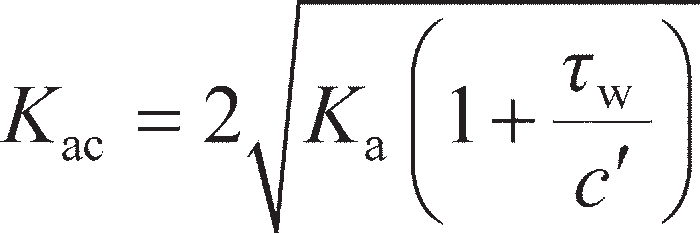 K_ac = 2√(K_a (1 + τ_w / c′))